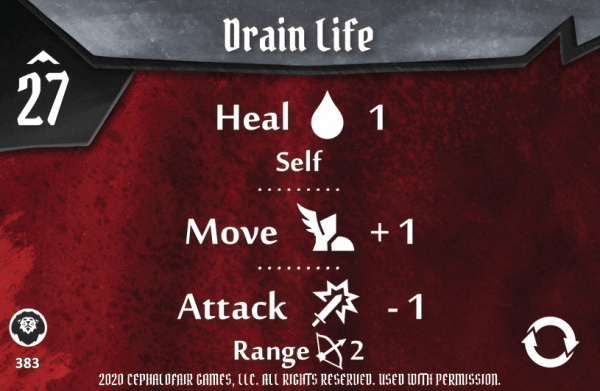 Drain Life
27
Heal 1
Self
Move + 1
Attack - 1
Range 2
383
2020 CEPHALOFAIR GAMES, LLC. ALL RIGHTS RESERVED. USED WITH PERMISSION.